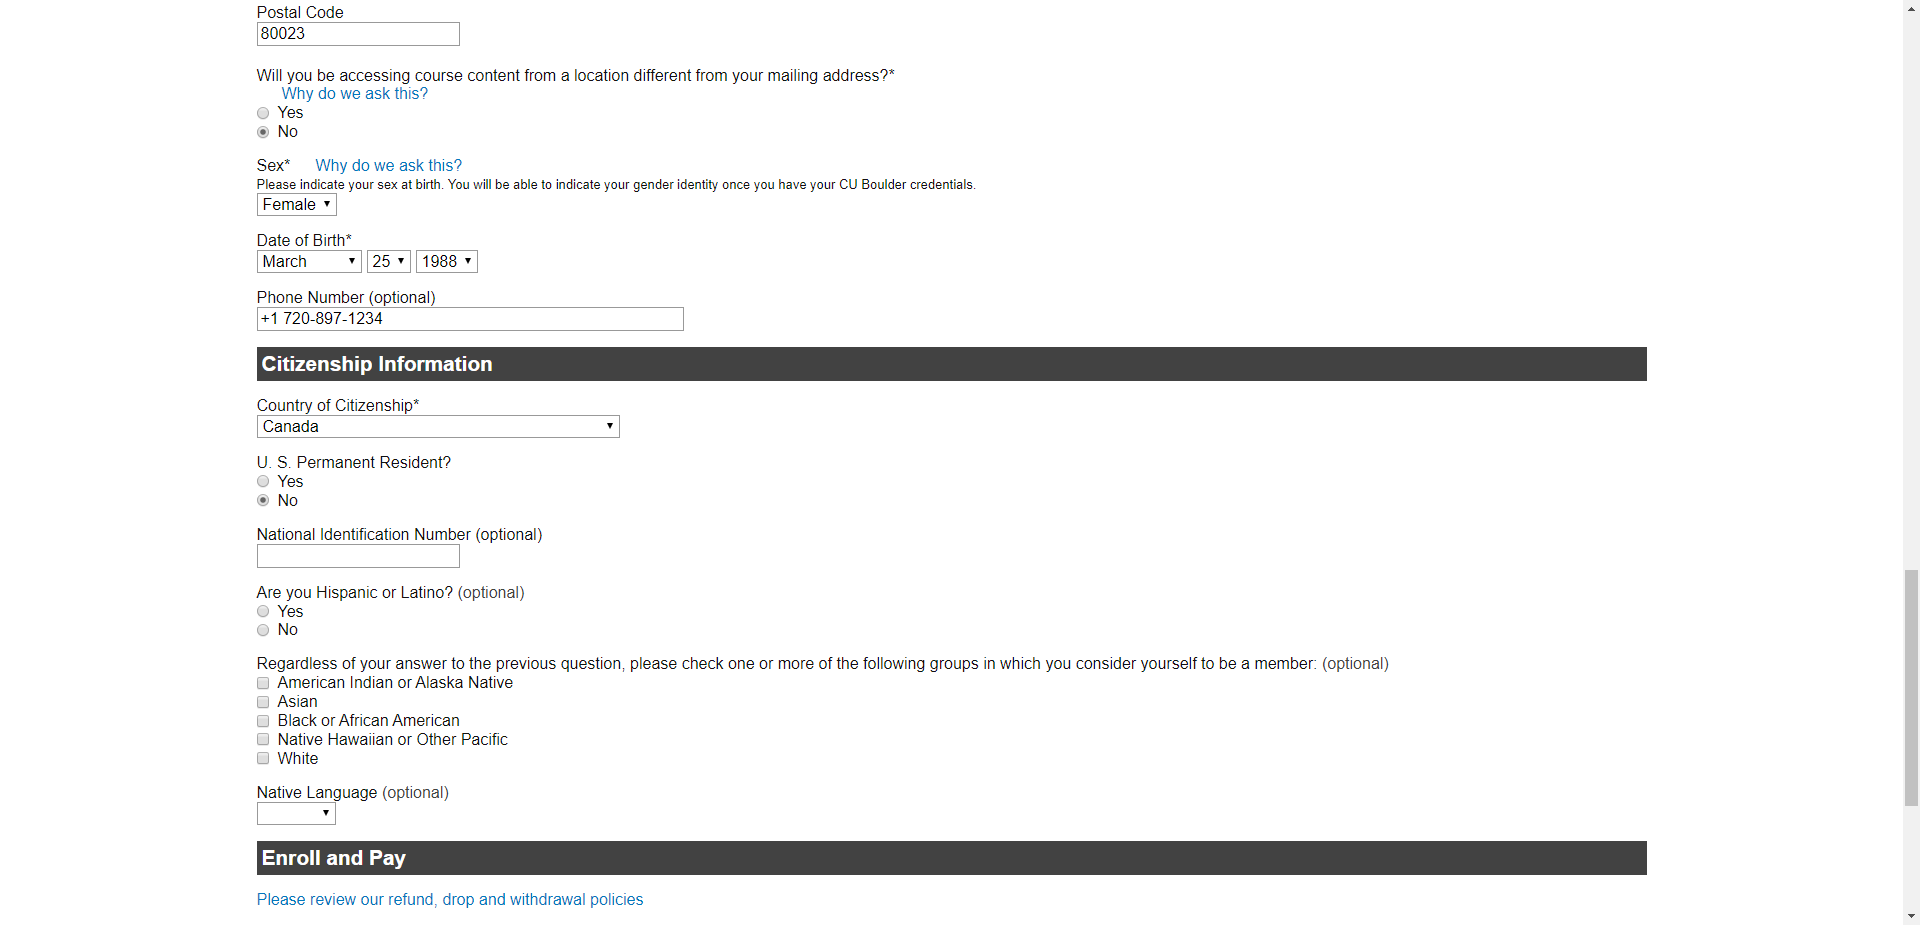 Postal Code
80023
Will you be accessing course content from a location different from your mailing address?*
Why do we ask this?
Yes
No
Sex* Why do we ask this?
Please indicate your sex at birth. You will be able to indicate your gender identity once you have your CU Boulder credentials.
Female
Date of Birth*
March 25 1988
Phone Number (optional)
+1 720-897-1234
Citizenship Information
Country of Citizenship*
Canada
U. S. Permanent Resident?
Yes
No
National Identification Number (optional)
Are you Hispanic or Latino? (optional)
Yes
No
Regardless of your answer to the previous question, please check one or more of the following groups in which you consider yourself to be a member: (optional)
American Indian or Alaska Native
Asian
Black or African American
Native Hawaiian or Other Pacific
White
Native Language (optional)
Enroll and Pay
Please review our refund, drop and withdrawal policies